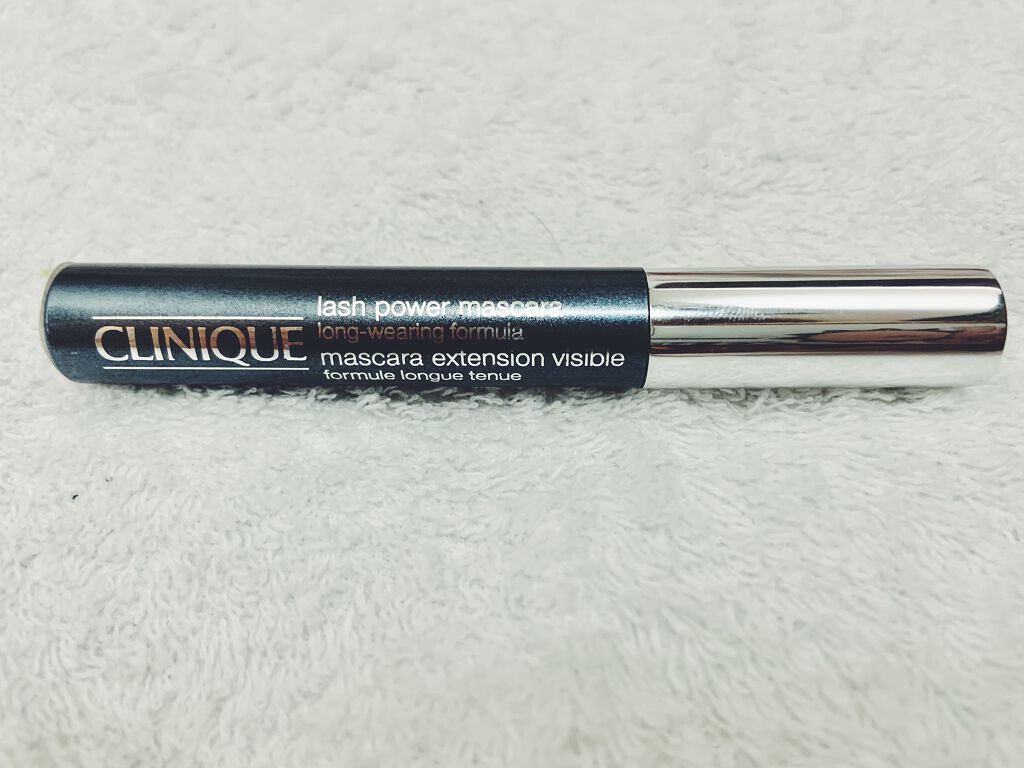 CLINIQUE
lash power mascara
long-wearing formula
mascara extension visible
formule longue tenue